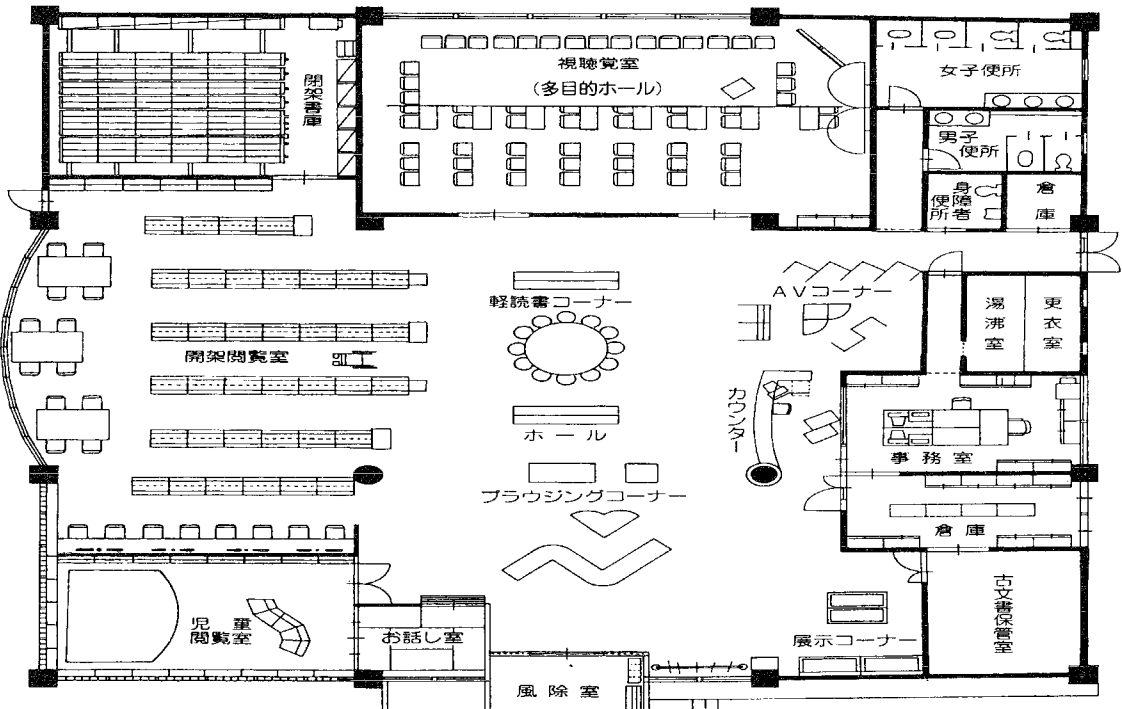 閉架書庫
視聴覚室
(多目的ホール)
女子便所
男子
便所
身障者
便所
倉庫
軽読書コーナー
AVコーナー
湯沸室
更衣室
開架閲覧室
カウンター
ホール
事務室
ブラウジングコーナー
倉庫
児童
閲覧室
お話し室
展示コーナー
古文書保管室
風除室